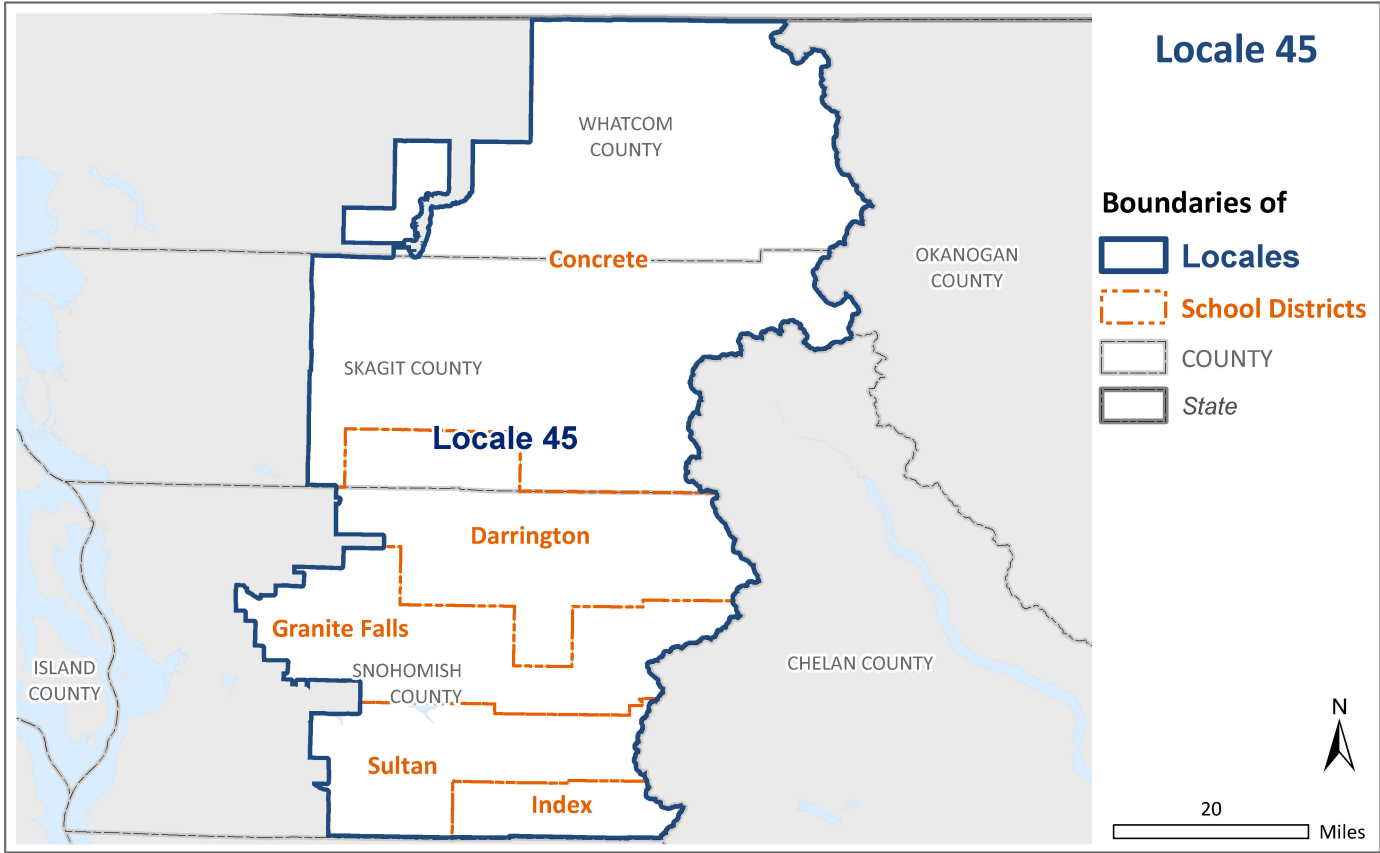 Locale 45
WHATCOM
COUNTY
Boundaries of
Locales
School Districts
COUNTY
State
OKANOGAN
COUNTY
Concrete
SKAGIT COUNTY
Locale 45
Darrington
Granite Falls
SNOHOMISH
COUNTY
ISLAND
COUNTY
CHELAN COUNTY
Sultan
Index
N
20
Miles